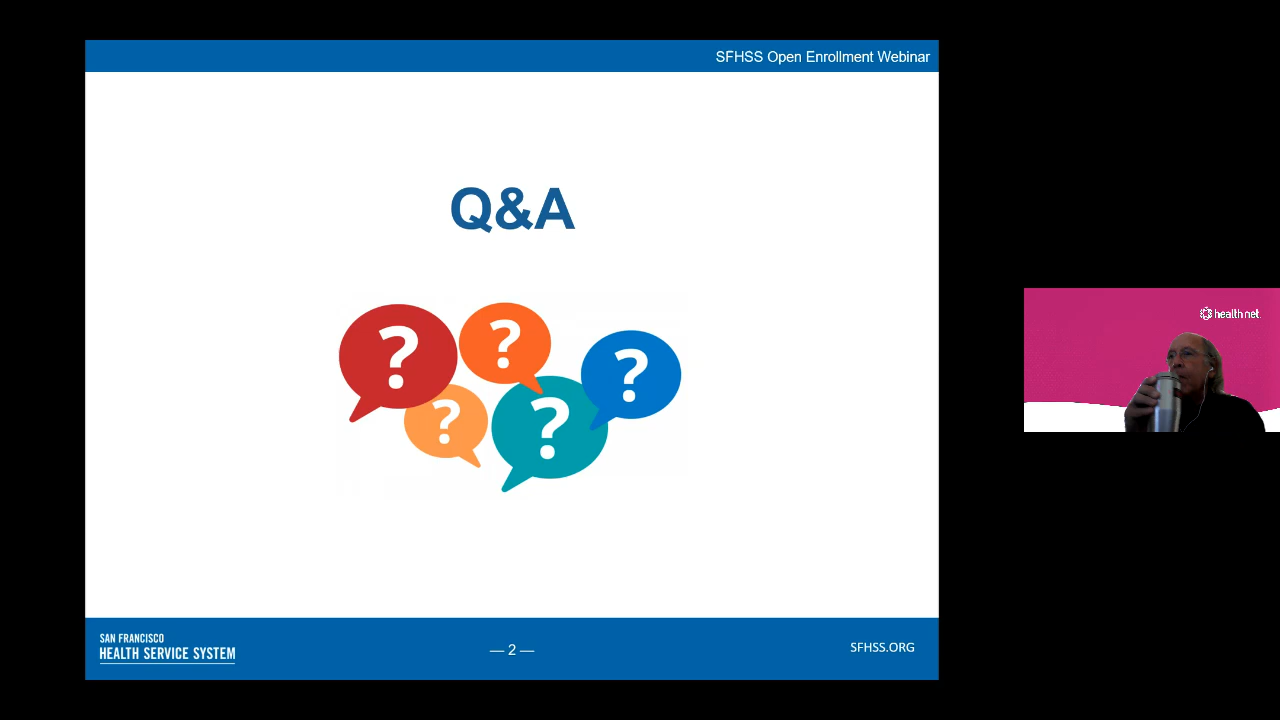 SFHSS Open Enrollment Webinar
Q&A
? ? ?
? ?
health net.
SAN FRANCISCO
HEALTH SERVICE SYSTEM
— 2 —
SFHSS.ORG